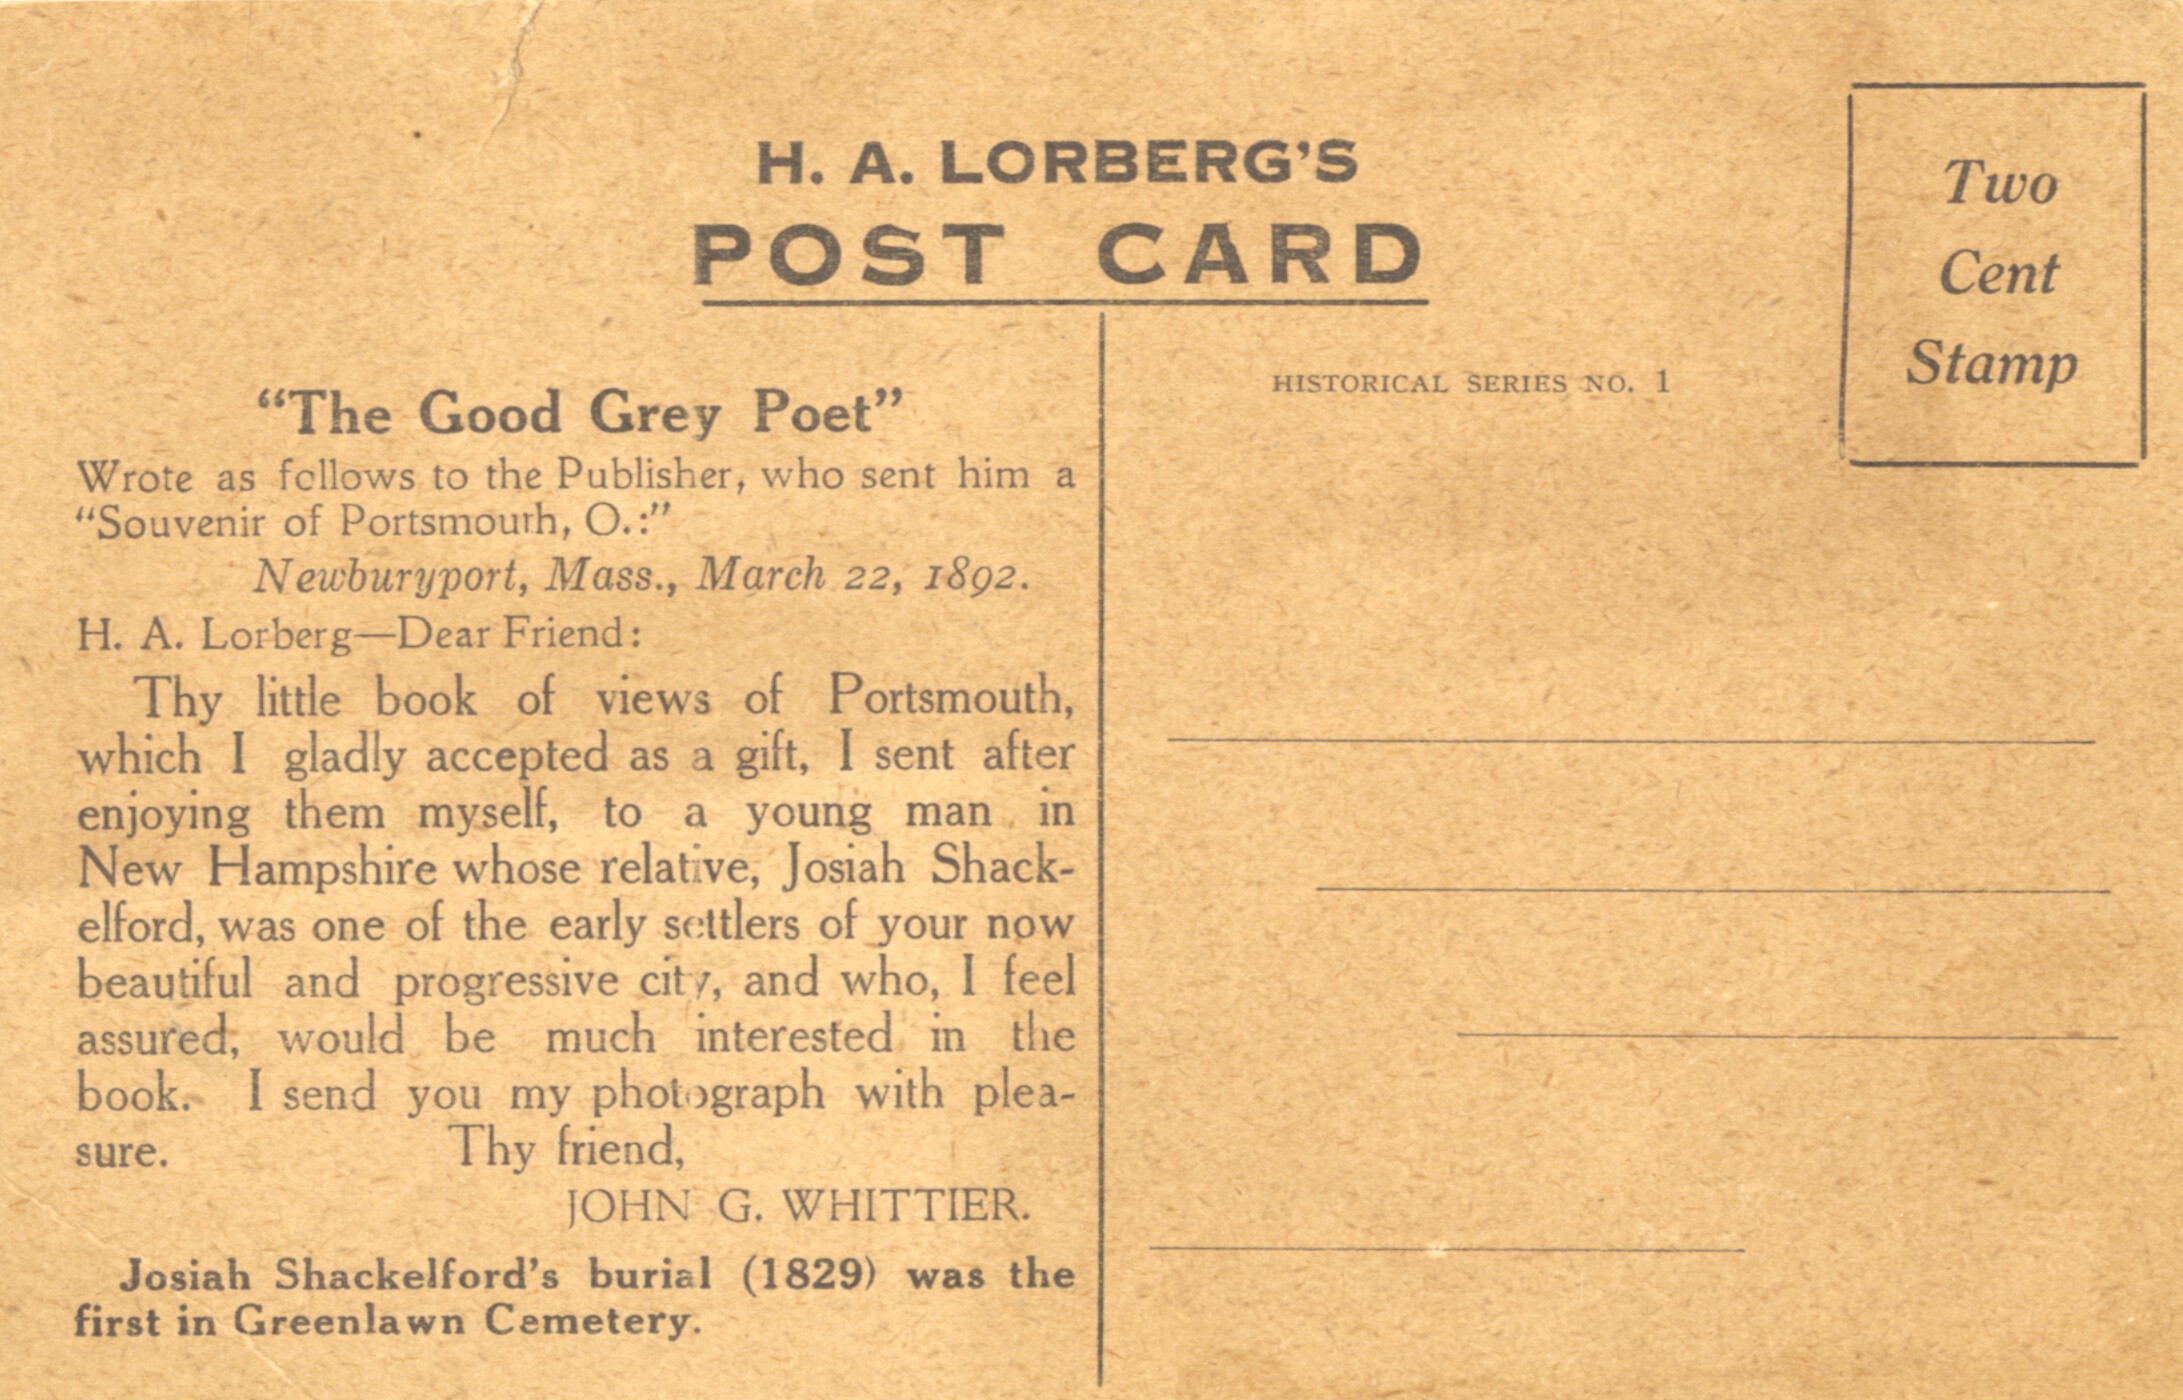 H. A. LORBERG'S
POST CARD
Two
Cent
Stamp
HISTORICAL SERIES NO. 1
"The Good Grey Poet"
Wrote as follows to the Publisher, who sent him a
"Souvenir of Portsmouth, O.:"
Newburyport, Mass., March 22, 1892.
H. A. Lorberg—Dear Friend:
Thy little book of views of Portsmouth,
which I gladly accepted as a gift, I sent after
enjoying them myself, to a young man in
New Hampshire whose relative, Josiah Shack-
elford, was one of the early settlers of your now
beautiful and progressive city, and who, I feel
assured, would be much interested in the
book. I send you my photograph with plea-
sure. Thy friend,
JOHN G. WHITTIER.
Josiah Shackelford's burial (1829) was the
first in Greenlawn Cemetery.